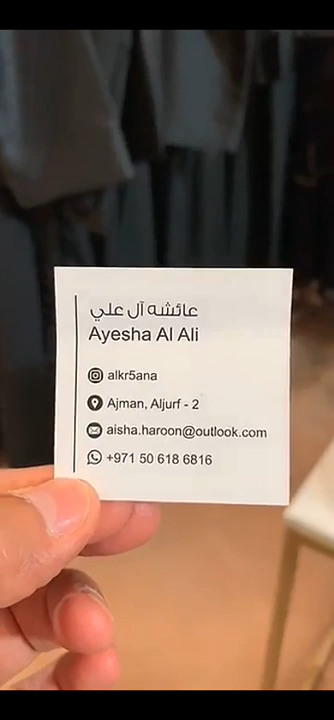 عائشه آل علي
Ayesha Al Ali
alkr5ana
Ajman, Aljurf - 2
aisha.haroon@outlook.com
+971 50 618 6816